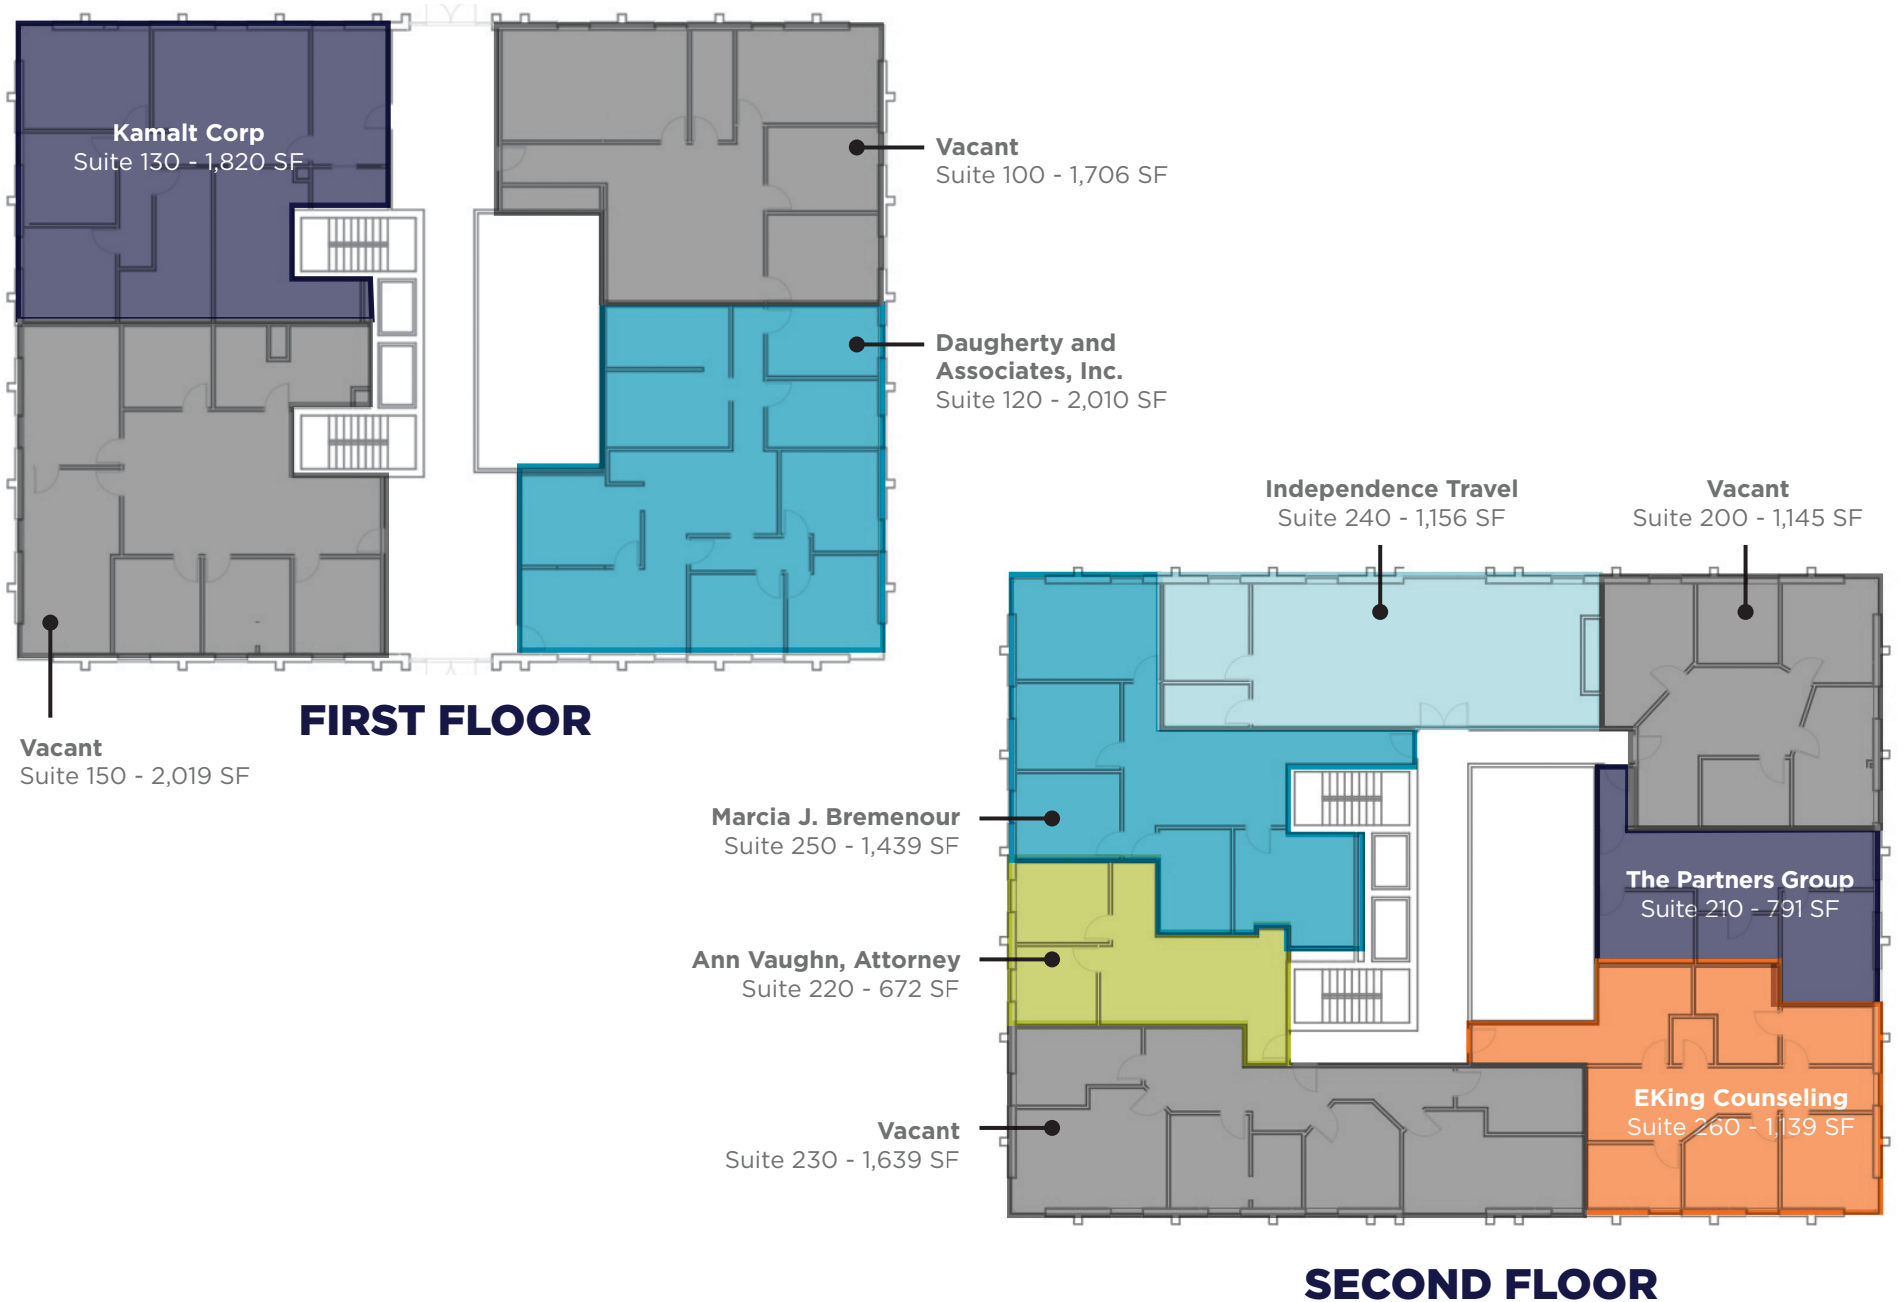 Kamalt Corp
Suite 130 - 1,820 SF
Vacant
Suite 100 - 1,706 SF
Daugherty and
Associates, Inc.
Suite 120 - 2,010 SF
Vacant
Suite 150 - 2,019 SF
FIRST FLOOR
Independence Travel
Suite 240 - 1,156 SF
Vacant
Suite 200 - 1,145 SF
Marcia J. Bremenour
Suite 250 - 1,439 SF
The Partners Group
Suite 210 - 791 SF
Ann Vaughn, Attorney
Suite 220 - 672 SF
EKing Counseling
Suite 260 - 1,139 SF
Vacant
Suite 230 - 1,639 SF
SECOND FLOOR